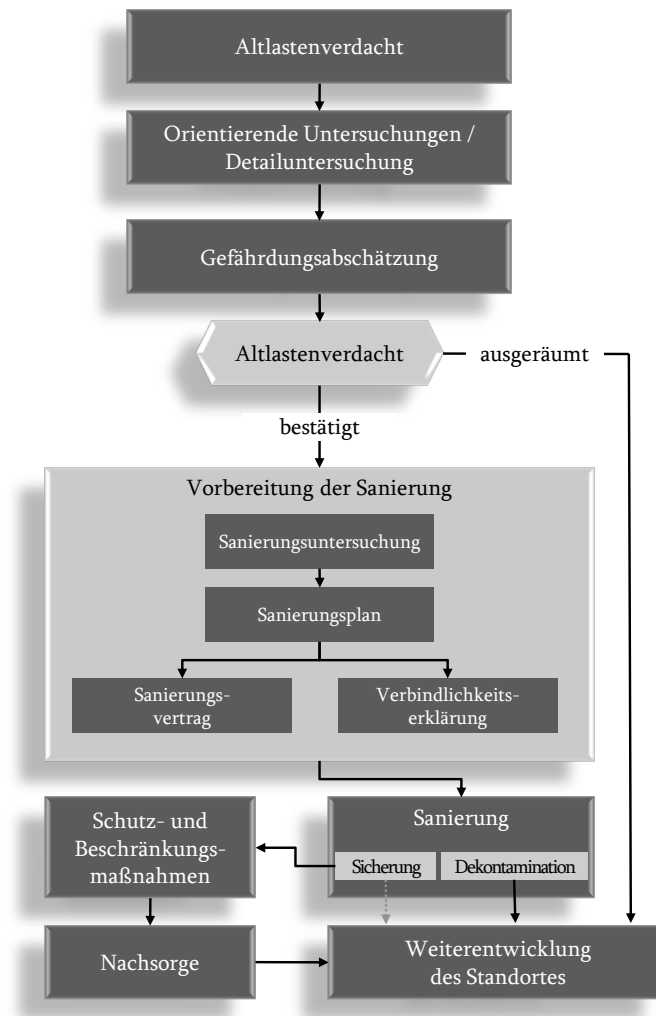 Altlastenverdacht
Orientierende Untersuchungen /
Detailuntersuchung
Gefährdungsabschätzung
Altlastenverdacht
ausgeräumt
bestätigt
Vorbereitung der Sanierung
Sanierungsuntersuchung
Sanierungsplan
Sanierungs-
vertrag
Verbindlichkeits-
erklärung
Schutz- und
Beschränkungs-
maßnahmen
Sanierung
Sicherung
Dekontamination
Nachsorge
Weiterentwicklung
des Standortes